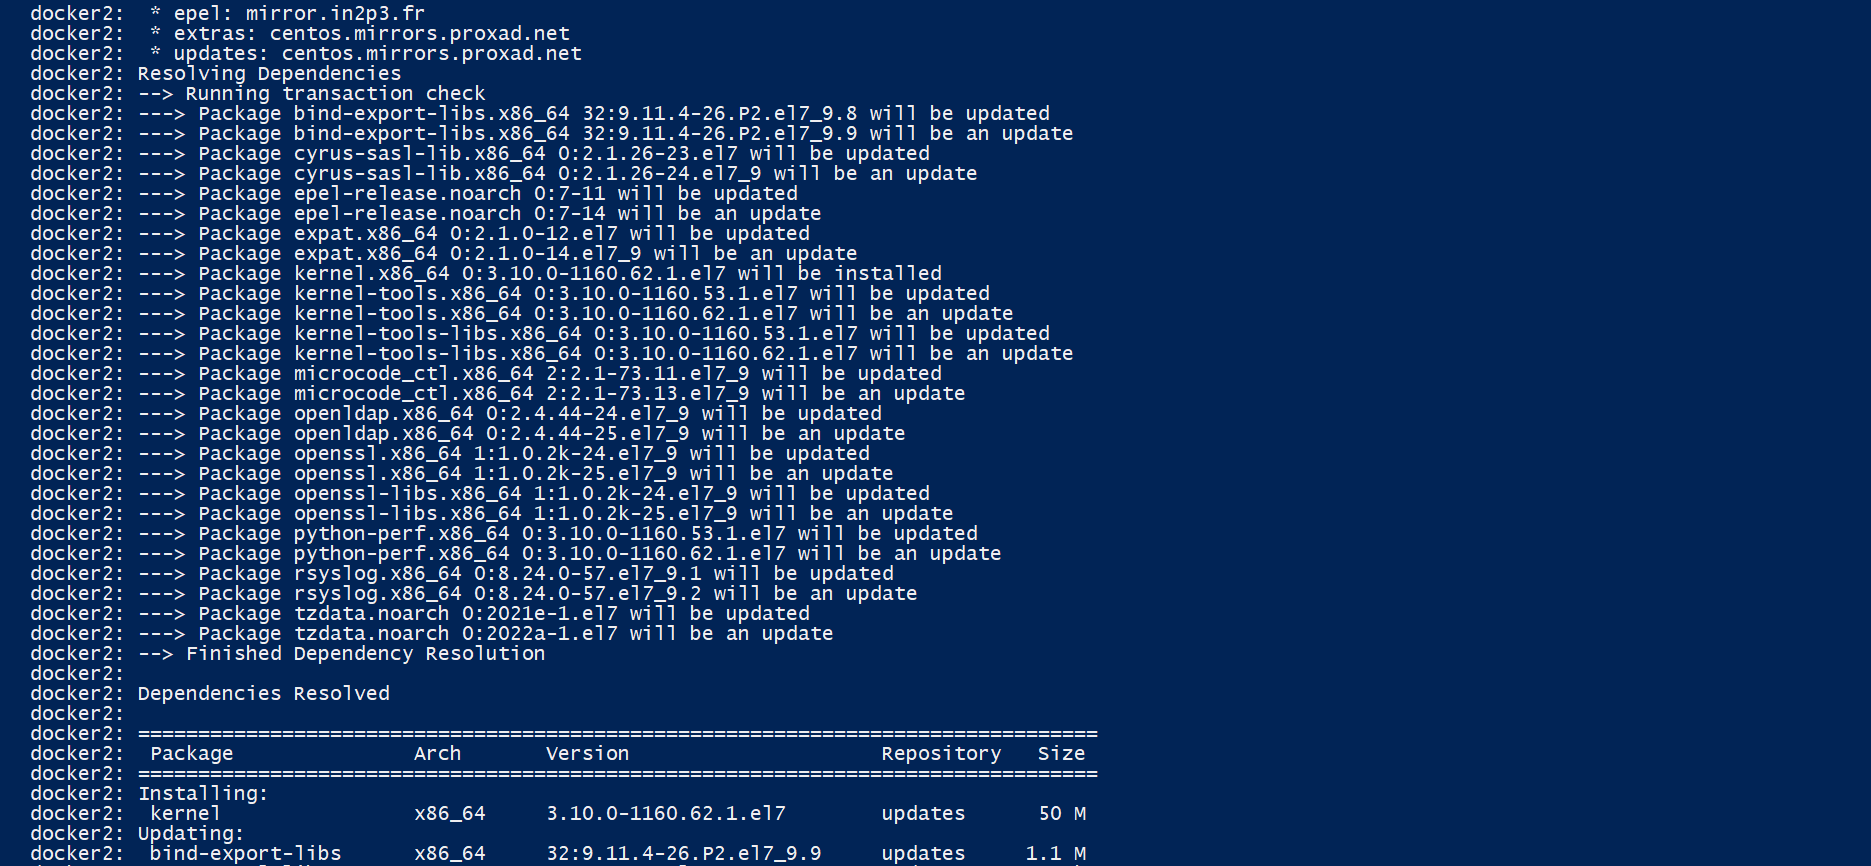 docker2:  * epel: mirror.in2p3.fr
docker2:  * extras: centos.mirrors.proxad.net
docker2:  * updates: centos.mirrors.proxad.net
docker2: Resolving Dependencies
docker2: --> Running transaction check
docker2: ---> Package bind-export-libs.x86_64 32:9.11.4-26.P2.el7_9.8 will be updated
docker2: ---> Package bind-export-libs.x86_64 32:9.11.4-26.P2.el7_9.9 will be an update
docker2: ---> Package cyrus-sasl-lib.x86_64 0:2.1.26-23.el7 will be updated
docker2: ---> Package cyrus-sasl-lib.x86_64 0:2.1.26-24.el7_9 will be an update
docker2: ---> Package epel-release.noarch 0:7-11 will be updated
docker2: ---> Package epel-release.noarch 0:7-14 will be an update
docker2: ---> Package expat.x86_64 0:2.1.0-12.el7 will be updated
docker2: ---> Package expat.x86_64 0:2.1.0-14.el7_9 will be an update
docker2: ---> Package kernel.x86_64 0:3.10.0-1160.62.1.el7 will be installed
docker2: ---> Package kernel-tools.x86_64 0:3.10.0-1160.53.1.el7 will be updated
docker2: ---> Package kernel-tools.x86_64 0:3.10.0-1160.62.1.el7 will be an update
docker2: ---> Package kernel-tools-libs.x86_64 0:3.10.0-1160.53.1.el7 will be updated
docker2: ---> Package kernel-tools-libs.x86_64 0:3.10.0-1160.62.1.el7 will be an update
docker2: ---> Package microcode_ctl.x86_64 2:2.1-73.11.el7_9 will be updated
docker2: ---> Package microcode_ctl.x86_64 2:2.1-73.13.el7_9 will be an update
docker2: ---> Package openldap.x86_64 0:2.4.44-24.el7_9 will be updated
docker2: ---> Package openldap.x86_64 0:2.4.44-25.el7_9 will be an update
docker2: ---> Package openssl.x86_64 1:1.0.2k-24.el7_9 will be updated
docker2: ---> Package openssl.x86_64 1:1.0.2k-25.el7_9 will be an update
docker2: ---> Package openssl-libs.x86_64 1:1.0.2k-24.el7_9 will be updated
docker2: ---> Package openssl-libs.x86_64 1:1.0.2k-25.el7_9 will be an update
docker2: ---> Package python-perf.x86_64 0:3.10.0-1160.53.1.el7 will be updated
docker2: ---> Package python-perf.x86_64 0:3.10.0-1160.62.1.el7 will be an update
docker2: ---> Package rsyslog.x86_64 0:8.24.0-57.el7_9.1 will be updated
docker2: ---> Package rsyslog.x86_64 0:8.24.0-57.el7_9.2 will be an update
docker2: ---> Package tzdata.noarch 0:2021e-1.el7 will be updated
docker2: ---> Package tzdata.noarch 0:2022a-1.el7 will be an update
docker2: --> Finished Dependency Resolution
docker2:
docker2: Dependencies Resolved
docker2:
docker2: ================================================================================
docker2:  Package               Arch       Version                     Repository   Size
docker2: ================================================================================
docker2: Installing:
docker2:  kernel                x86_64     3.10.0-1160.62.1.el7        updates      50 M
docker2: Updating:
docker2:  bind-export-libs      x86_64     32:9.11.4-26.P2.el7_9.9     updates     1.1 M